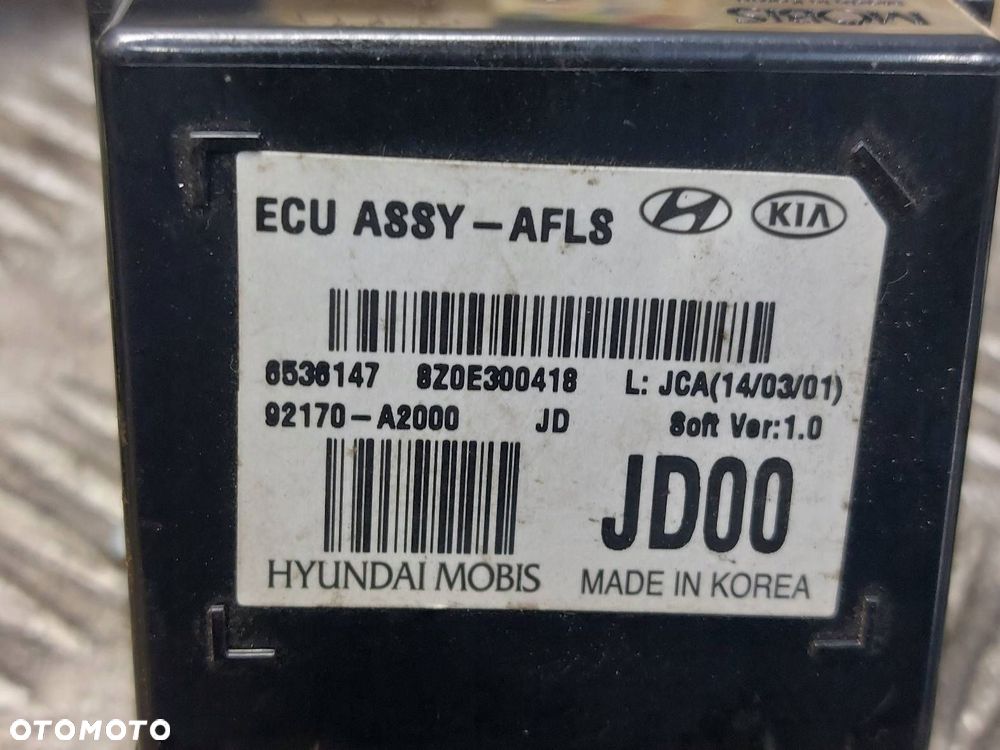 MOBIS
ECU ASSY-AFLS KIA
6536147 8Z0E300418 L: JCA(14/03/01)
92170-A2000 JD Soft Ver:1.0
JD00
HYUNDAI MOBIS MADE IN KOREA
OTOMOTO